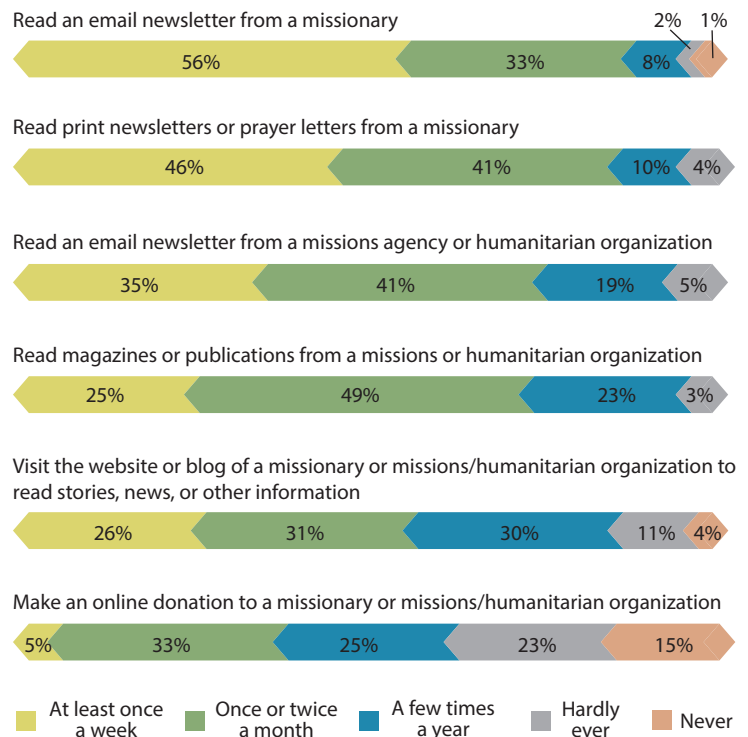 Read an email newsletter from a missionary
2% 1%
56% 33% 8%
Read print newsletters or prayer letters from a missionary
46% 41% 10% 4%
Read an email newsletter from a missions agency or humanitarian organization
35% 41% 19% 5%
Read magazines or publications from a missions or humanitarian organization
25% 49% 23% 3%
Visit the website or blog of a missionary or missions/humanitarian organization to
read stories, news, or other information
26% 31% 30% 11% 4%
Make an online donation to a missionary or missions/humanitarian organization
5% 33% 25% 23% 15%
At least once
a week
Once or twice
a month
A few times
a year
Hardly
ever
Never